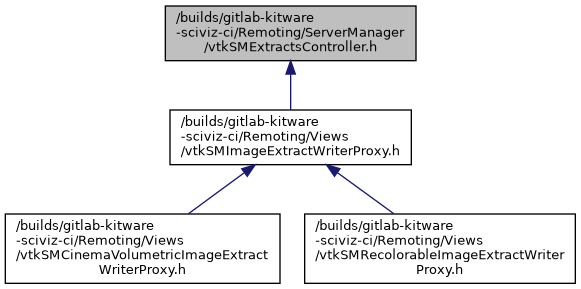 /builds/gitlab-kitware
-sciviz-ci/Remoting/ServerManager
/vtkSMExtractsController.h
/builds/gitlab-kitware
-sciviz-ci/Remoting/Views
/vtkSMImageExtractWriterProxy.h
/builds/gitlab-kitware
-sciviz-ci/Remoting/Views
/vtkSMCinemaVolumetricImageExtract
WriterProxy.h
/builds/gitlab-kitware
-sciviz-ci/Remoting/Views
/vtkSMRecolorableImageExtractWriter
Proxy.h